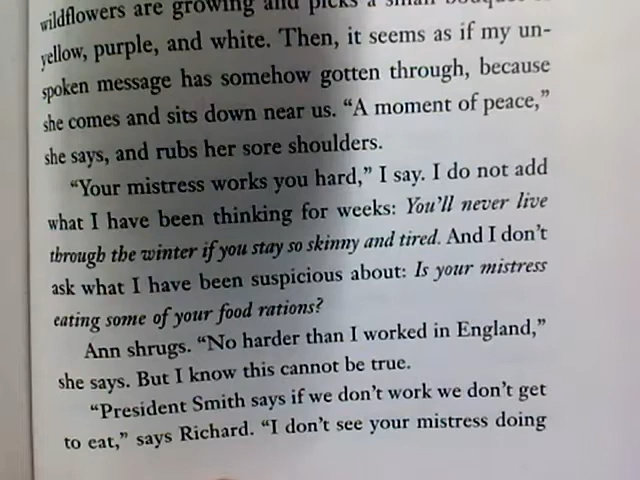 wildflowers are growing and picks a small
yellow, purple, and white. Then, it seems as if my un-
spoken message has somehow gotten through, because
she comes and sits down near us. “A moment of peace,”
she says, and rubs her sore shoulders.
“Your mistress works you hard,” I say. I do not add
what I have been thinking for weeks: You’ll never live
through the winter if you stay so skinny and tired. And I don’t
ask what I have been suspicious about: Is your mistress
eating some of your food rations?
Ann shrugs. “No harder than I worked in England,”
she says. But I know this cannot be true.
“President Smith says if we don’t work we don’t get
to eat,” says Richard. “I don’t see your mistress doing